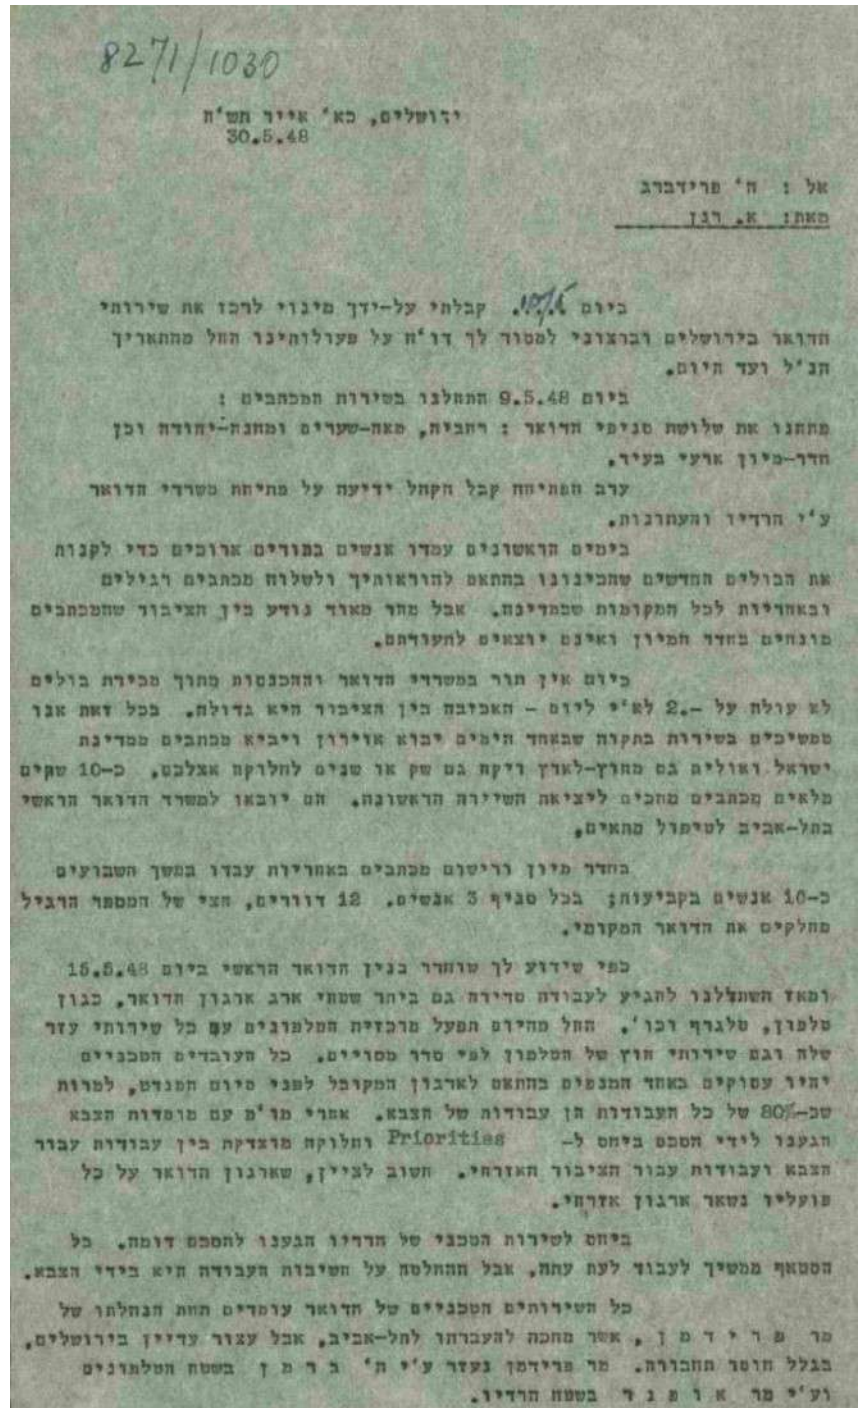 8271/1030
ירושלים, כא' אייר תש"ח
30.5.48
אל : ח' פרידברג
מאת: א. רגן
ביום קבלתי על-ידך מינוי לרכז את שירותי
הדואר בירושלים וברצוני למסור לך דו"ח על פעולותינו החל מהתאריך
הנ"ל ועד היום.
ביום 9.5.48 התחלנו בשירות המכתבים :
פתחנו את שלושת סניפי הדואר : רחביה, מאה-שערים ומחנה-יהודה וכן
חדר-מיון ארעי בעיר.
ערב הפתיחה קבל הקהל ידיעה על פתיחת משרדי הדואר
ע"י הרדיו והעתונות.
בימים הראשונים עמדו אנשים בתורים ארוכים כדי לקנות
את הבולים החדשים שהכינונו בהתאם להוראותיך ולשלוח מכתבים רגילים
ובאחריות לכל המקומות שבמדינה. אבל מהר מאוד נודע בין הציבור שהמכתבים
מונחים בחדר המיון ואינם יוצאים לתעודתם.
כיום אין תור במשרדי הדואר וההכנסות מתוך מכירת בולים
לא עולה על -.2 לא"י ליום - האכזבה בין הציבור היא גדולה. בכל זאת אנו
ממשיכים בשירות בתקוה שבאחד הימים יבוא אוירון ויביא מכתבים ממדינת
ישראל ואולים גם מחוץ-לארץ ויקח גם שק או שנים לחלוקה אצלכם. כ-10 שקים
מלאים מכתבים מחכים ליציאת השיירה הראשונה. הם יובאו למשרד הדואר הראשי
בתל-אביב לטיפול מתאים.
בחדר מיון ורישום מכתבים באחריות עבדו במשך השבועים
כ-10 אנשים בקביעות; בכל סניף 3 אנשים. 12 דוורים, חצי של המספר הרגיל
מחלקים את הדואר המקומי.
כפי שידוע לך שוחרר בנין הדואר הראשי ביום 15.5.48
ומאז השתדלנו להגיע לעבודה סדירה גם ביתר שטחי ארג ארגון הדואר, כגון
טלפון, טלגרף וכו'. החל מהיום תפעל מרכזית הטלפונים עם כל שירותי עזר
שלה וגם שירותי חוץ של הטלפון לפי סדר מסויים. כל העובדים הטכניים
יהיו עסוקים באחד המנפים בהתאם לארגון המקובל לפני סיום המנדט, למרות
שכ-80% של כל העבודות הן עבודות של הצבא. אחרי מו"מ עם מוסדות הצבא
הגענו לידי הסכם ביחס ל- Priorities וחלוקה מוצדקת בין עבודות עבור
הצבא ועבודות עבור הציבור האזרחי. חשוב לציין, שארגון הדואר על כל
פועליו נשאר ארגון אזרחי.
ביחס לשירות הטכני של הרדיו הגענו להסכם דומה. כל
הסטאף ממשיך לעבוד לעת עתה, אבל ההחלטה על חשיבות העבודה היא בידי הצבא.
כל השירותים הטכניים של הדואר עומדים תחת הנהלתו של
מר פ ר י ד מ ן , אשר מחכה להעברתו לתל-אביב, אבל עצור עדיין בירושלים,
בגלל חוסר תחבורה. מר פרידמן נעזר ע"י ח' ב ר מ ן בשטח הטלפונים
וע"י מר א ו פ נ ר בשטח הרדיו.